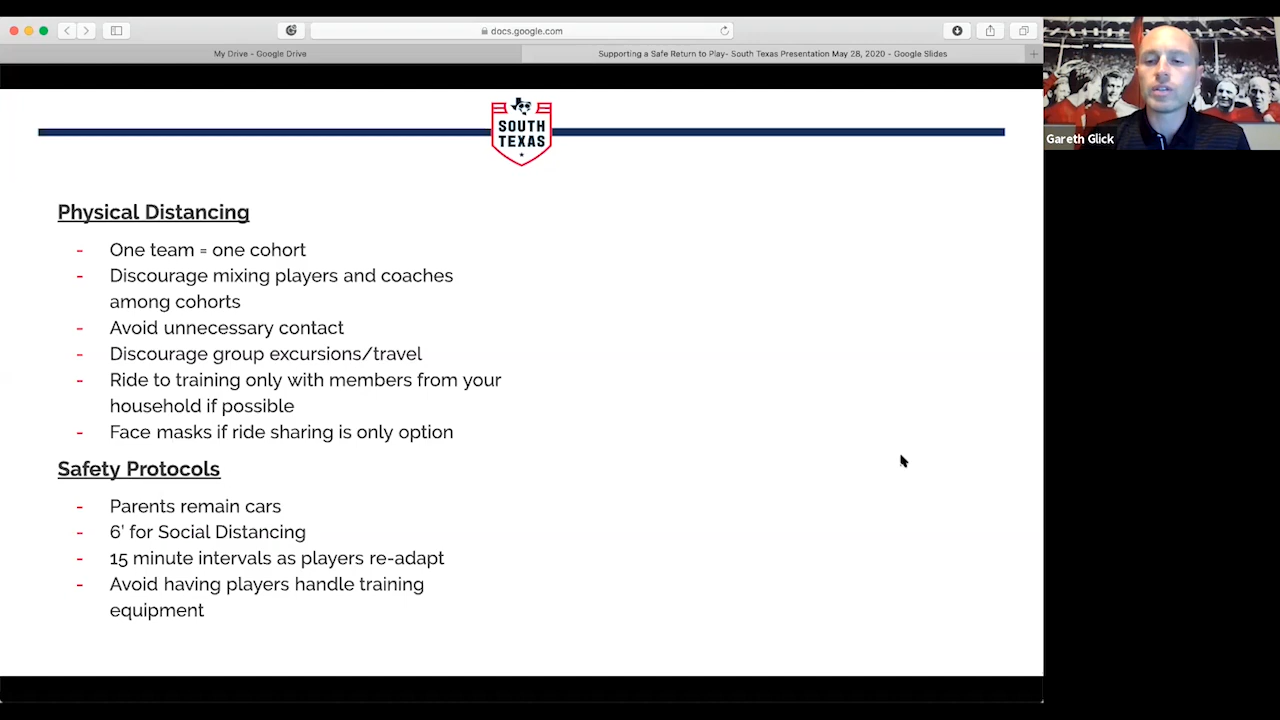 docs.google.com
My Drive - Google Drive
Supporting a Safe Return to Play- South Texas Presentation May 28, 2020 - Google Slides
SOUTH
TEXAS
Gareth Glick
Physical Distancing
- One team = one cohort
- Discourage mixing players and coaches
among cohorts
- Avoid unnecessary contact
- Discourage group excursions/travel
- Ride to training only with members from your
household if possible
- Face masks if ride sharing is only option
Safety Protocols
- Parents remain cars
- 6' for Social Distancing
- 15 minute intervals as players re-adapt
- Avoid having players handle training
equipment